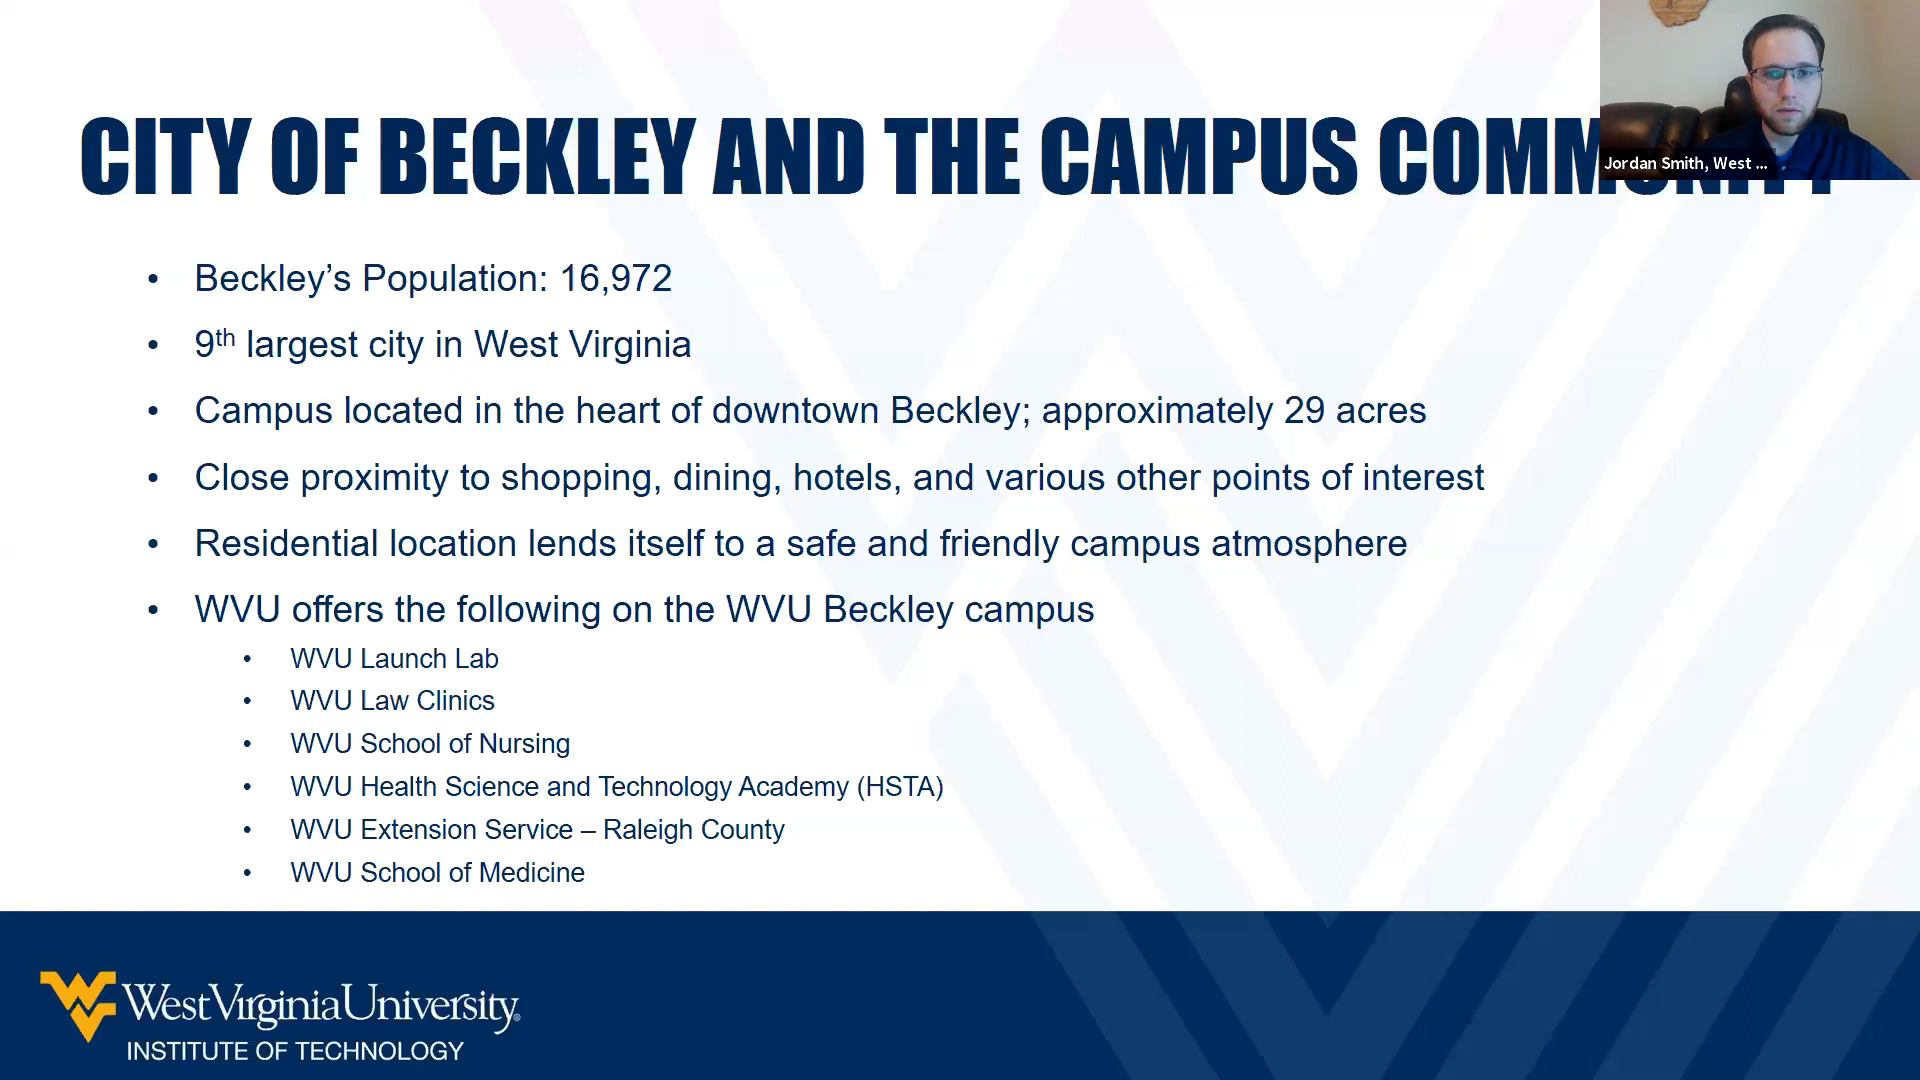 CITY OF BECKLEY AND THE CAMPUS COMMUNITY
Jordan Smith, West ...
• Beckley’s Population: 16,972
• 9th largest city in West Virginia
• Campus located in the heart of downtown Beckley; approximately 29 acres
• Close proximity to shopping, dining, hotels, and various other points of interest
• Residential location lends itself to a safe and friendly campus atmosphere
• WVU offers the following on the WVU Beckley campus
• WVU Launch Lab
• WVU Law Clinics
• WVU School of Nursing
• WVU Health Science and Technology Academy (HSTA)
• WVU Extension Service – Raleigh County
• WVU School of Medicine
WestVirginiaUniversity®
INSTITUTE OF TECHNOLOGY